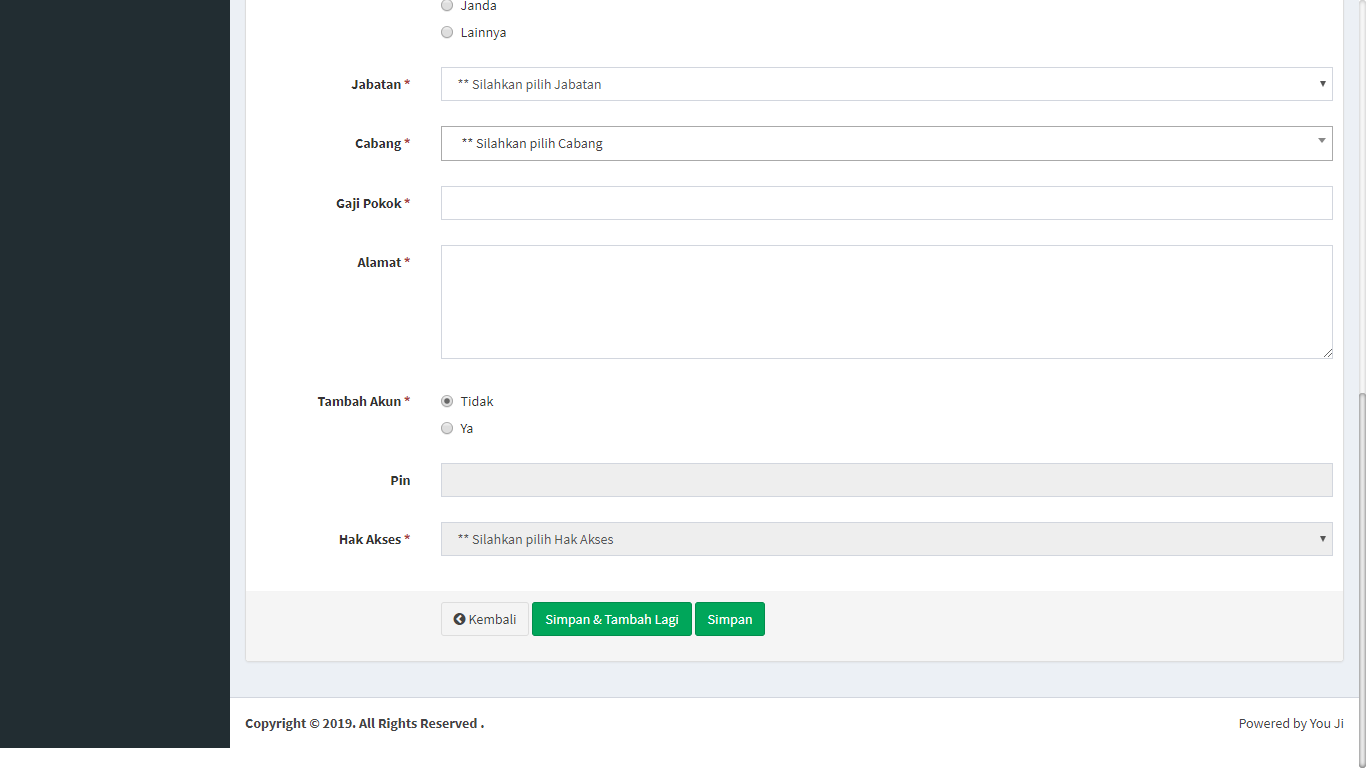 Janda
Lainnya
Jabatan *
** Silahkan pilih Jabatan
Cabang *
** Silahkan pilih Cabang
Gaji Pokok *
Alamat *
Tambah Akun *
Tidak
Ya
Pin
Hak Akses *
** Silahkan pilih Hak Akses
Kembali
Simpan & Tambah Lagi
Simpan
Copyright © 2019. All Rights Reserved .
Powered by You Ji